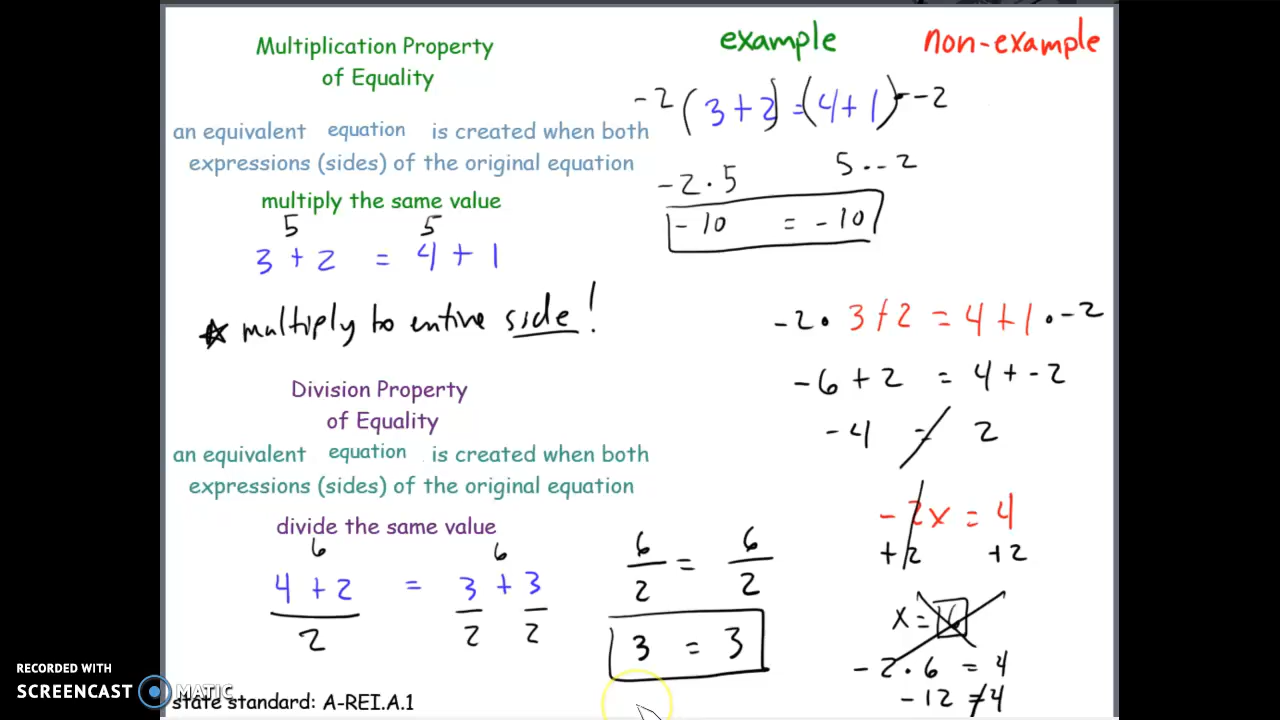 Multiplication Property
of Equality
an equivalent equation is created when both
expressions (sides) of the original equation
multiply the same value
5 5
3 + 2 = 4 + 1
☆ multiply to entire side!
Division Property
of Equality
an equivalent equation is created when both
expressions (sides) of the original equation
divide the same value
6 6
4 + 2 = 3 + 3
2 2 2
state standard: A-REI.A.1
example
-2 (3+2) = (4+1) · -2
-2 · 5 5 · -2
-10 = -10
6 = 6
2 2
3 = 3
non-example
-2 · 3 + 2 = 4 + 1 · -2
-6 + 2 = 4 + -2
-4 ≠ 2
-2x = 4
+2 +2
x = 6
-2 · 6 = 4
-12 ≠ 4
RECORDED WITH
SCREENCAST MATIC